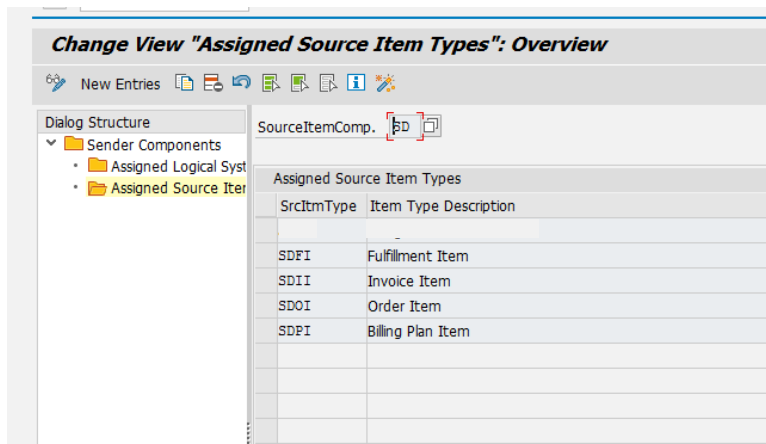 Change View "Assigned Source Item Types": Overview
New Entries
Dialog Structure
Sender Components
Assigned Logical Syst
Assigned Source Iter
SourceItemComp. SD
Assigned Source Item Types
SrcItmType Item Type Description
SDFI Fulfillment Item
SDII Invoice Item
SDOI Order Item
SDPI Billing Plan Item